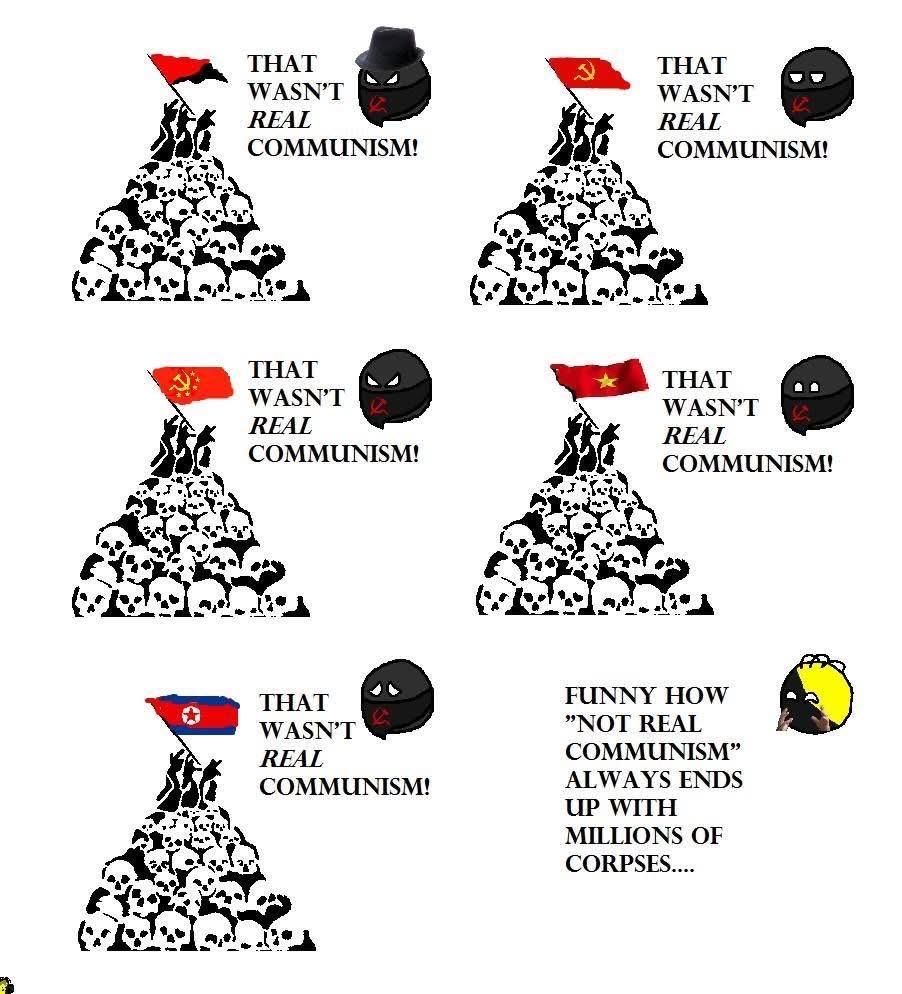 THAT
WASN'T
REAL
COMMUNISM!
THAT
WASN'T
REAL
COMMUNISM!
THAT
WASN'T
REAL
COMMUNISM!
THAT
WASN'T
REAL
COMMUNISM!
THAT
WASN'T
REAL
COMMUNISM!
FUNNY HOW
"NOT REAL
COMMUNISM"
ALWAYS ENDS
UP WITH
MILLIONS OF
CORPSES....